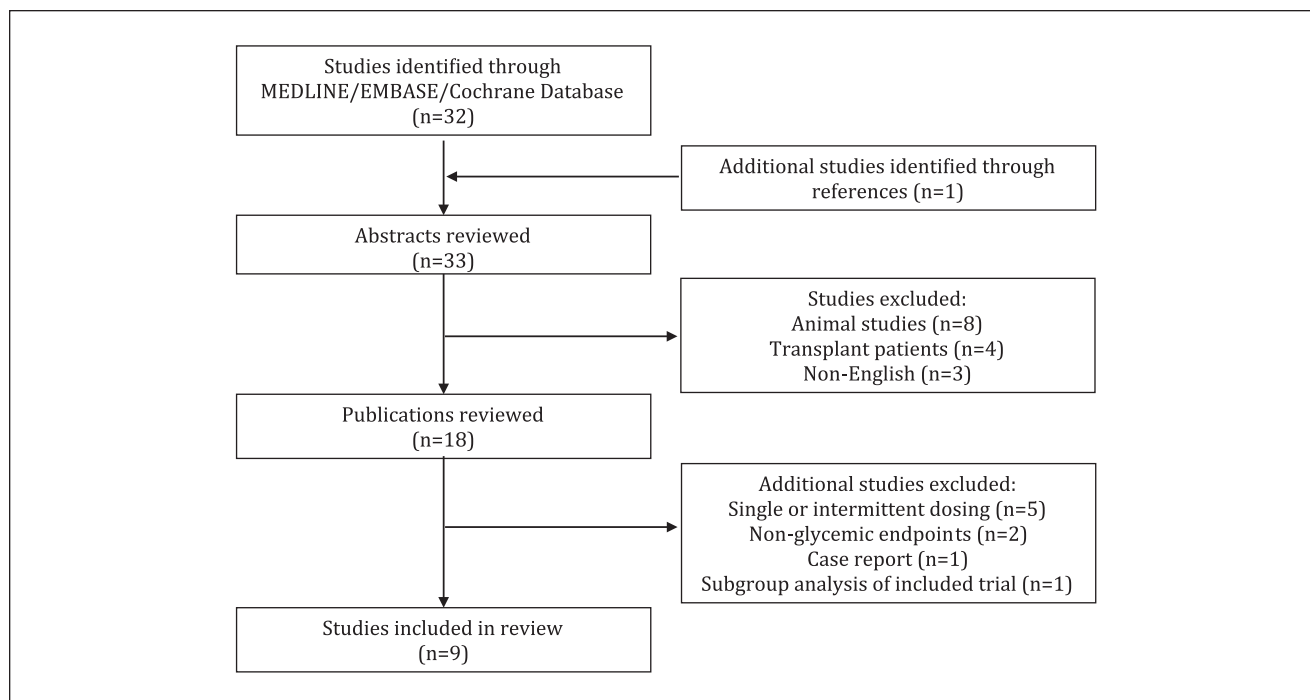 Studies identified through
MEDLINE/EMBASE/Cochrane Database
(n=32)
Additional studies identified through
references (n=1)
Abstracts reviewed
(n=33)
Studies excluded:
Animal studies (n=8)
Transplant patients (n=4)
Non-English (n=3)
Publications reviewed
(n=18)
Additional studies excluded:
Single or intermittent dosing (n=5)
Non-glycemic endpoints (n=2)
Case report (n=1)
Subgroup analysis of included trial (n=1)
Studies included in review
(n=9)